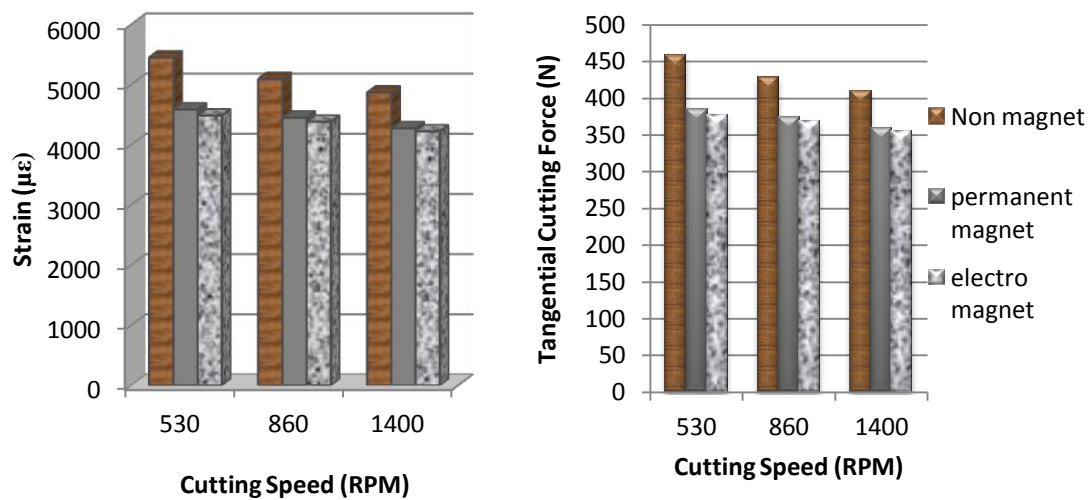 6000
5000
4000
3000
2000
1000
0
Strain (με)
530 860 1400
Cutting Speed (RPM)
500
450
400
350
300
250
200
150
100
50
0
Tangential Cutting Force (N)
530 860 1400
Cutting Speed (RPM)
Non magnet
permanent
magnet
electro
magnet